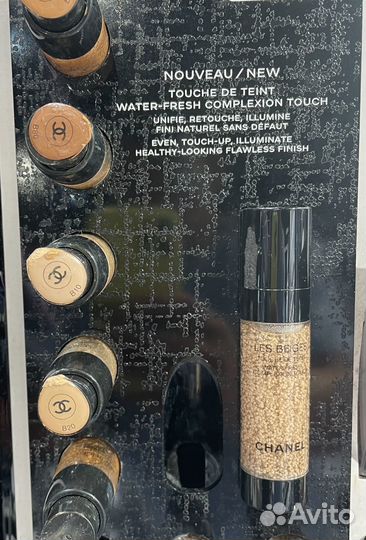 NOUVEAU / NEW
TOUCHE DE TEINT
WATER-FRESH COMPLEXION TOUCH
UNIFIE, RETOUCHE, ILLUMINE
FINI NATUREL SANS DÉFAUT
EVEN, TOUCH-UP, ILLUMINATE
HEALTHY-LOOKING FLAWLESS FINISH
B10
B20
LES BEIGES
CHANEL
Avito